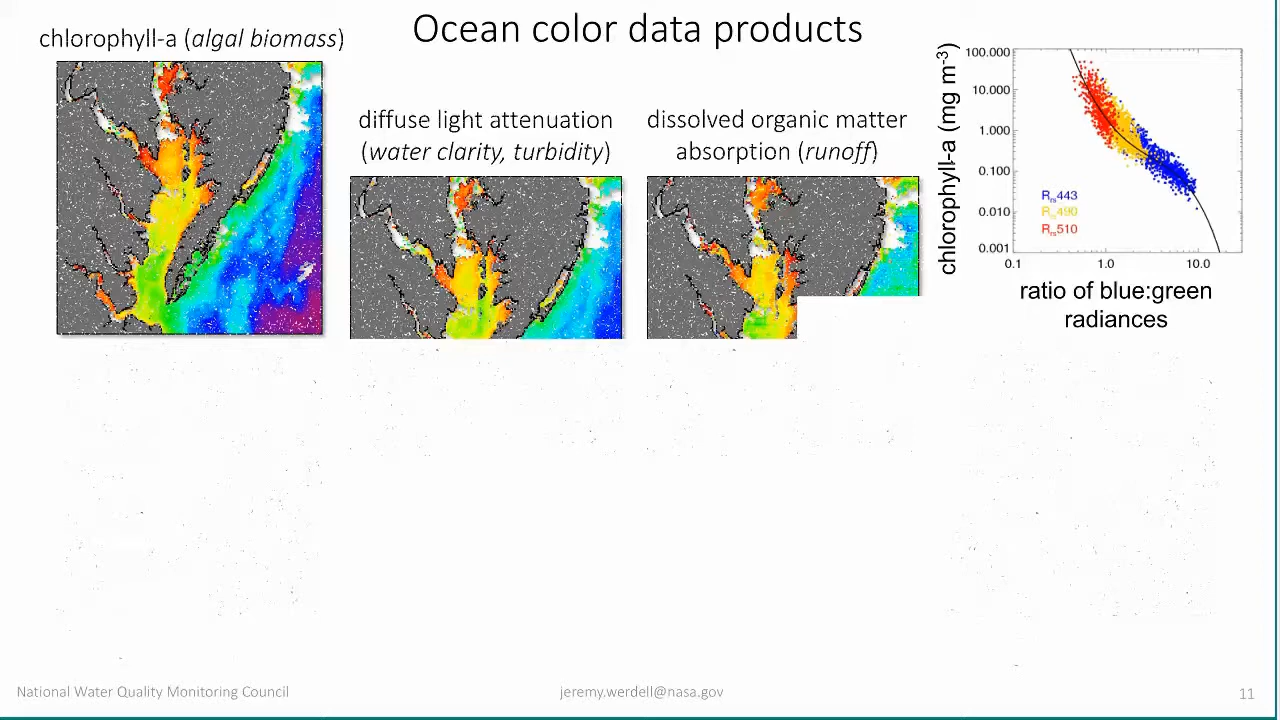 Ocean color data products
chlorophyll-a (algal biomass)
diffuse light attenuation
(water clarity, turbidity)
dissolved organic matter
absorption (runoff)
chlorophyll-a (mg m-3)
100.000
10.000
1.000
0.100
0.010
0.001
Rrs443
Rrs490
Rrs510
0.1 1.0 10.0
ratio of blue:green
radiances
National Water Quality Monitoring Council
jeremy.werdell@nasa.gov
11